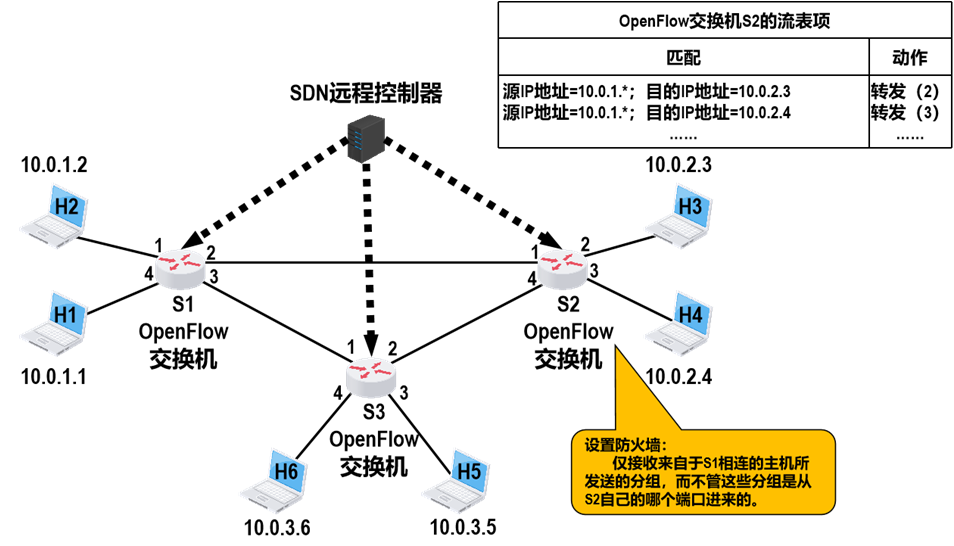 OpenFlow交换机S2的流表项
匹配 动作
源IP地址=10.0.1.*；目的IP地址=10.0.2.3 转发（2）
源IP地址=10.0.1.*；目的IP地址=10.0.2.4 转发（3）
…… ……
SDN远程控制器
10.0.1.2
H2
10.0.2.3
H3
1 2
4 3
S1
OpenFlow
交换机
H1
10.0.1.1
1 2
4 3
S2
OpenFlow
交换机
H4
10.0.2.4
1 2
4 3
S3
OpenFlow
交换机
H6
10.0.3.6
H5
10.0.3.5
设置防火墙：
仅接收来自于S1相连的主机所
发送的分组，而不管这些分组是从
S2自己的哪个端口进来的。